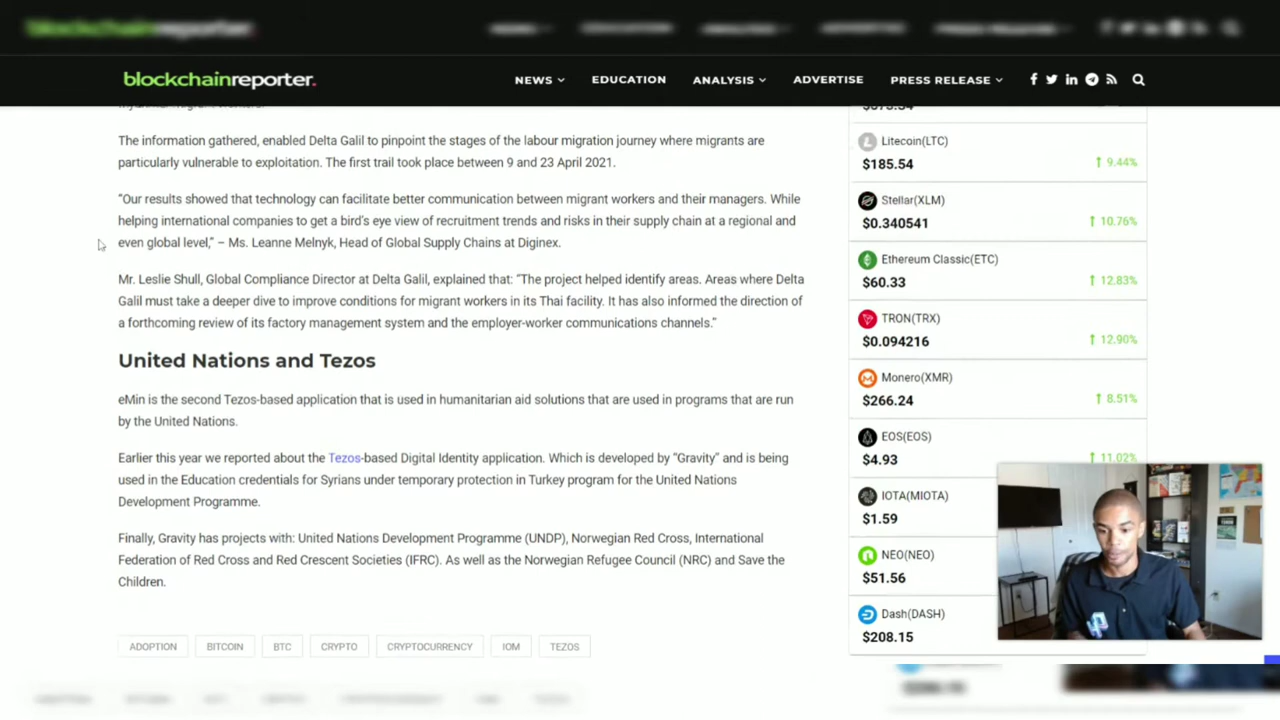 blockchainreporter.
NEWS
EDUCATION
ANALYSIS
ADVERTISE
PRESS RELEASE
The information gathered, enabled Delta Galil to pinpoint the stages of the labour migration journey where migrants are
particularly vulnerable to exploitation. The first trail took place between 9 and 23 April 2021.
“Our results showed that technology can facilitate better communication between migrant workers and their managers. While
helping international companies to get a bird’s eye view of recruitment trends and risks in their supply chain at a regional and
even global level,” – Ms. Leanne Melnyk, Head of Global Supply Chains at Diginex.
Mr. Leslie Shull, Global Compliance Director at Delta Galil, explained that: “The project helped identify areas. Areas where Delta
Galil must take a deeper dive to improve conditions for migrant workers in its Thai facility. It has also informed the direction of
a forthcoming review of its factory management system and the employer-worker communications channels.”
United Nations and Tezos
eMin is the second Tezos-based application that is used in humanitarian aid solutions that are used in programs that are run
by the United Nations.
Earlier this year we reported about the Tezos-based Digital Identity application. Which is developed by “Gravity” and is being
used in the Education credentials for Syrians under temporary protection in Turkey program for the United Nations
Development Programme.
Finally, Gravity has projects with: United Nations Development Programme (UNDP), Norwegian Red Cross, International
Federation of Red Cross and Red Crescent Societies (IFRC). As well as the Norwegian Refugee Council (NRC) and Save the
Children.
ADOPTION
BITCOIN
BTC
CRYPTO
CRYPTOCURRENCY
IOM
TEZOS
Litecoin(LTC)
$185.54
↑ 9.44%
Stellar(XLM)
$0.340541
↑ 10.76%
Ethereum Classic(ETC)
$60.33
↑ 12.83%
TRON(TRX)
$0.094216
↑ 12.90%
Monero(XMR)
$266.24
↑ 8.51%
EOS(EOS)
$4.93
↑ 11.02%
IOTA(MIOTA)
$1.59
NEO(NEO)
$51.56
Dash(DASH)
$208.15